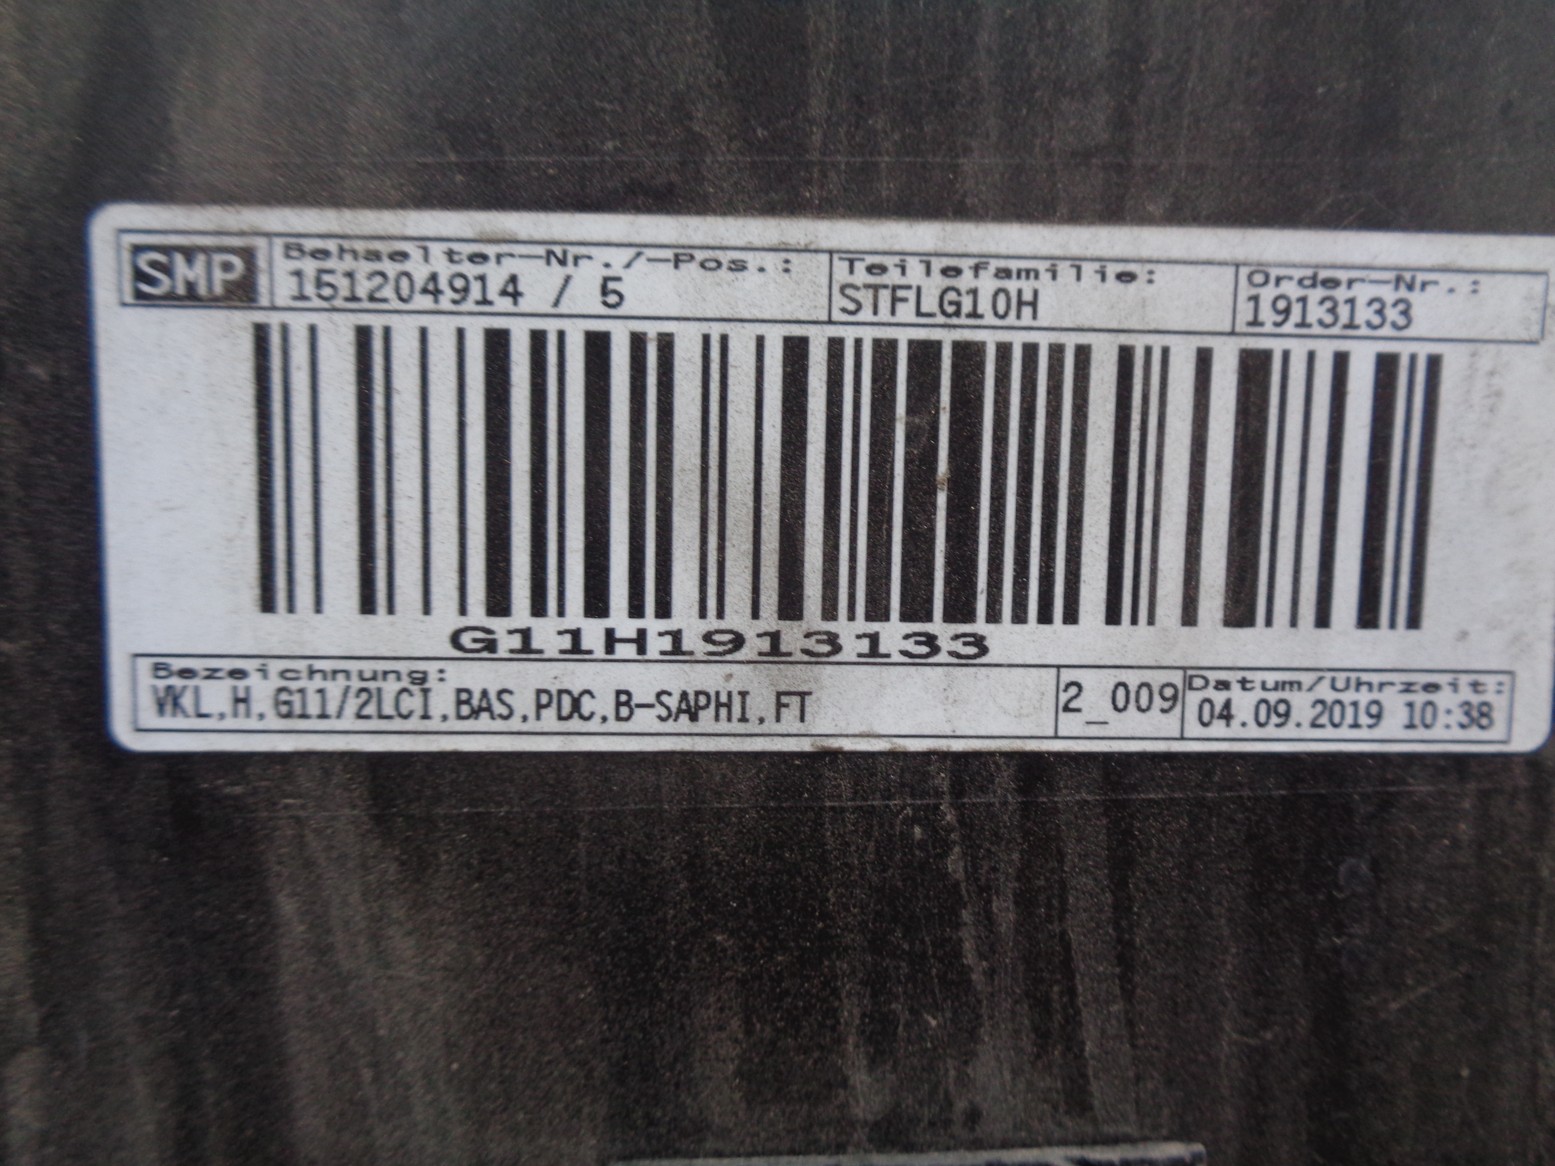 SMP
Behaelter-Nr./-Pos.:
151204914 / 5
Teilefamilie:
STFLG10H
Order-Nr.:
1913133
G11H1913133
Bezeichnung:
VKL,H,G11/2LCI,BAS,PDC,B-SAPHI,FT
2_009
Datum/Uhrzeit:
04.09.2019 10:38